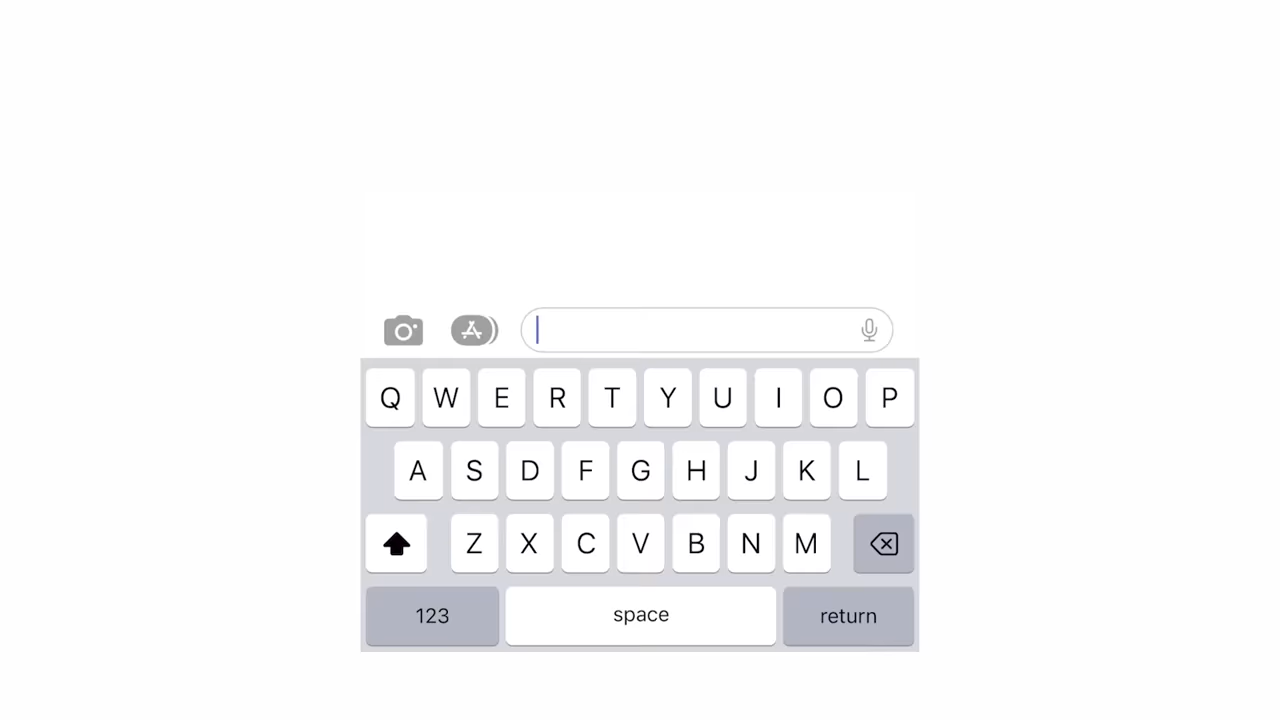 Q W E R T Y U I O P
A S D F G H J K L
Z X C V B N M
123 space return